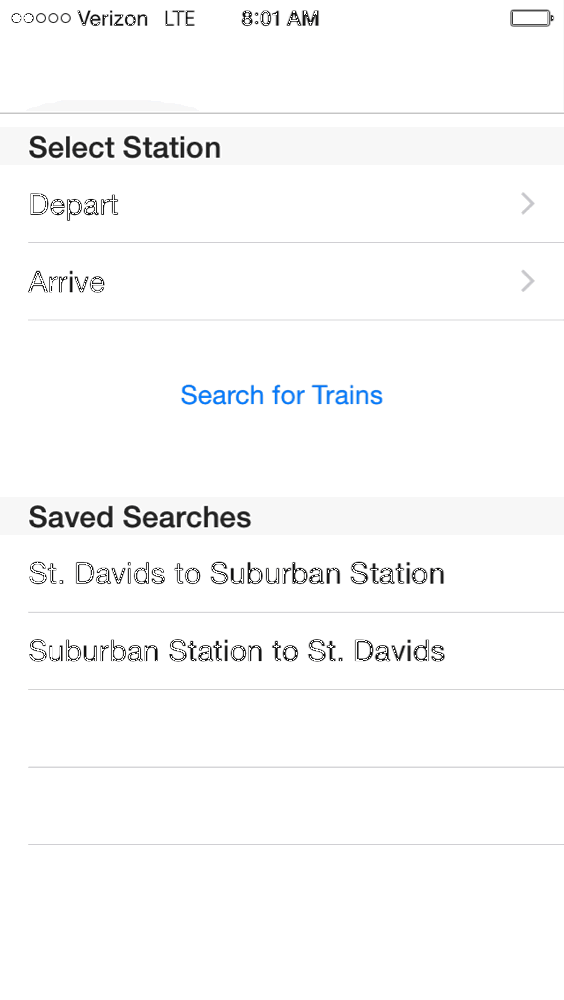 Verizon LTE 8:01 AM
Select Station
Depart
Arrive
Search for Trains
Saved Searches
St. Davids to Suburban Station
Suburban Station to St. Davids